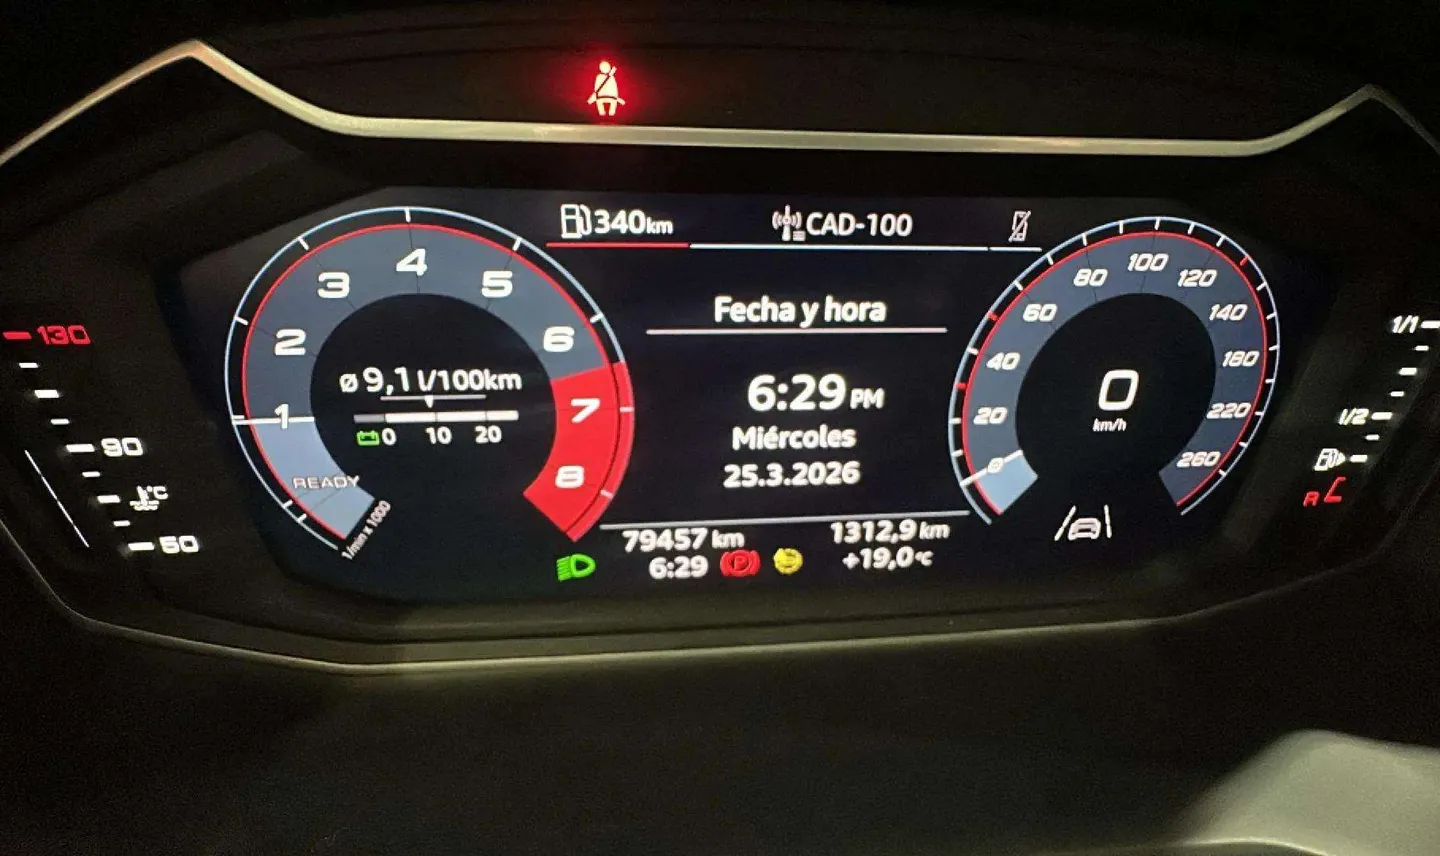 340km
CAD-100
Fecha y hora
6:29 PM
Miércoles
25.3.2026
79457 km
1312,9 km
6:29
+19,0°C
ø 9,1 l/100km
0 10 20
1 2 3 4 5 6 7 8
READY
1/min x 1000
0 20 40 60 80 100 120 140 180 220 260
0
km/h
130
90
°C
50
1/1
1/2
R
P